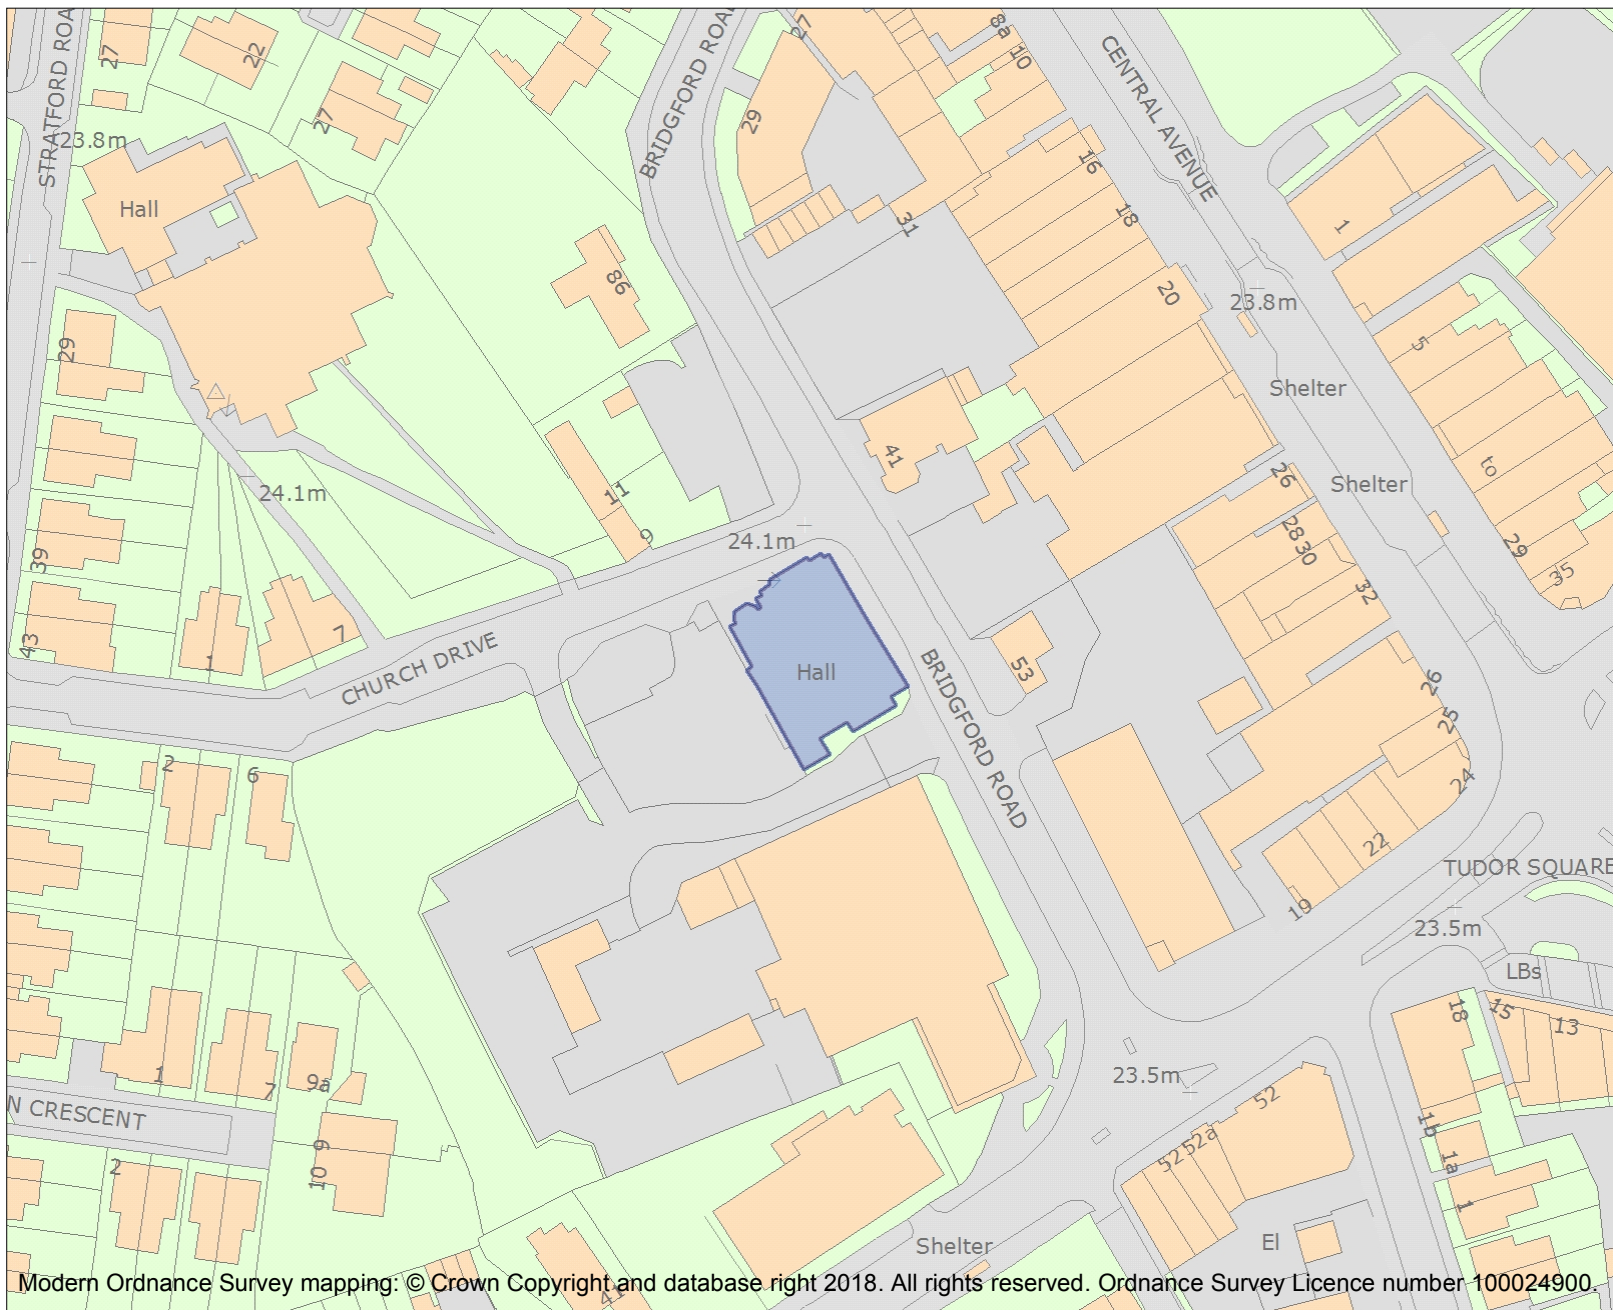 STRATFORD ROA
27
22
27
23.8m
Hall
BRIDGFORD ROAD
27
29
8a
10
CENTRAL AVENUE
16
18
31
1
20
23.8m
86
5
29
Shelter
41
to
Shelter
26
24.1m
11
9
24.1m
28
30
29
35
39
32
43
1
7
CHURCH DRIVE
Hall
BRIDGFORD ROAD
53
26
25
24
2
6
22
TUDOR SQUARE
19
23.5m
LBs
18
15
13
1
7
9a
23.5m
N CRESCENT
52
52a
52
1b
1a
1
9
10
2
Shelter
El
41
Modern Ordnance Survey mapping: © Crown Copyright and database right 2018. All rights reserved. Ordnance Survey Licence number 100024900.